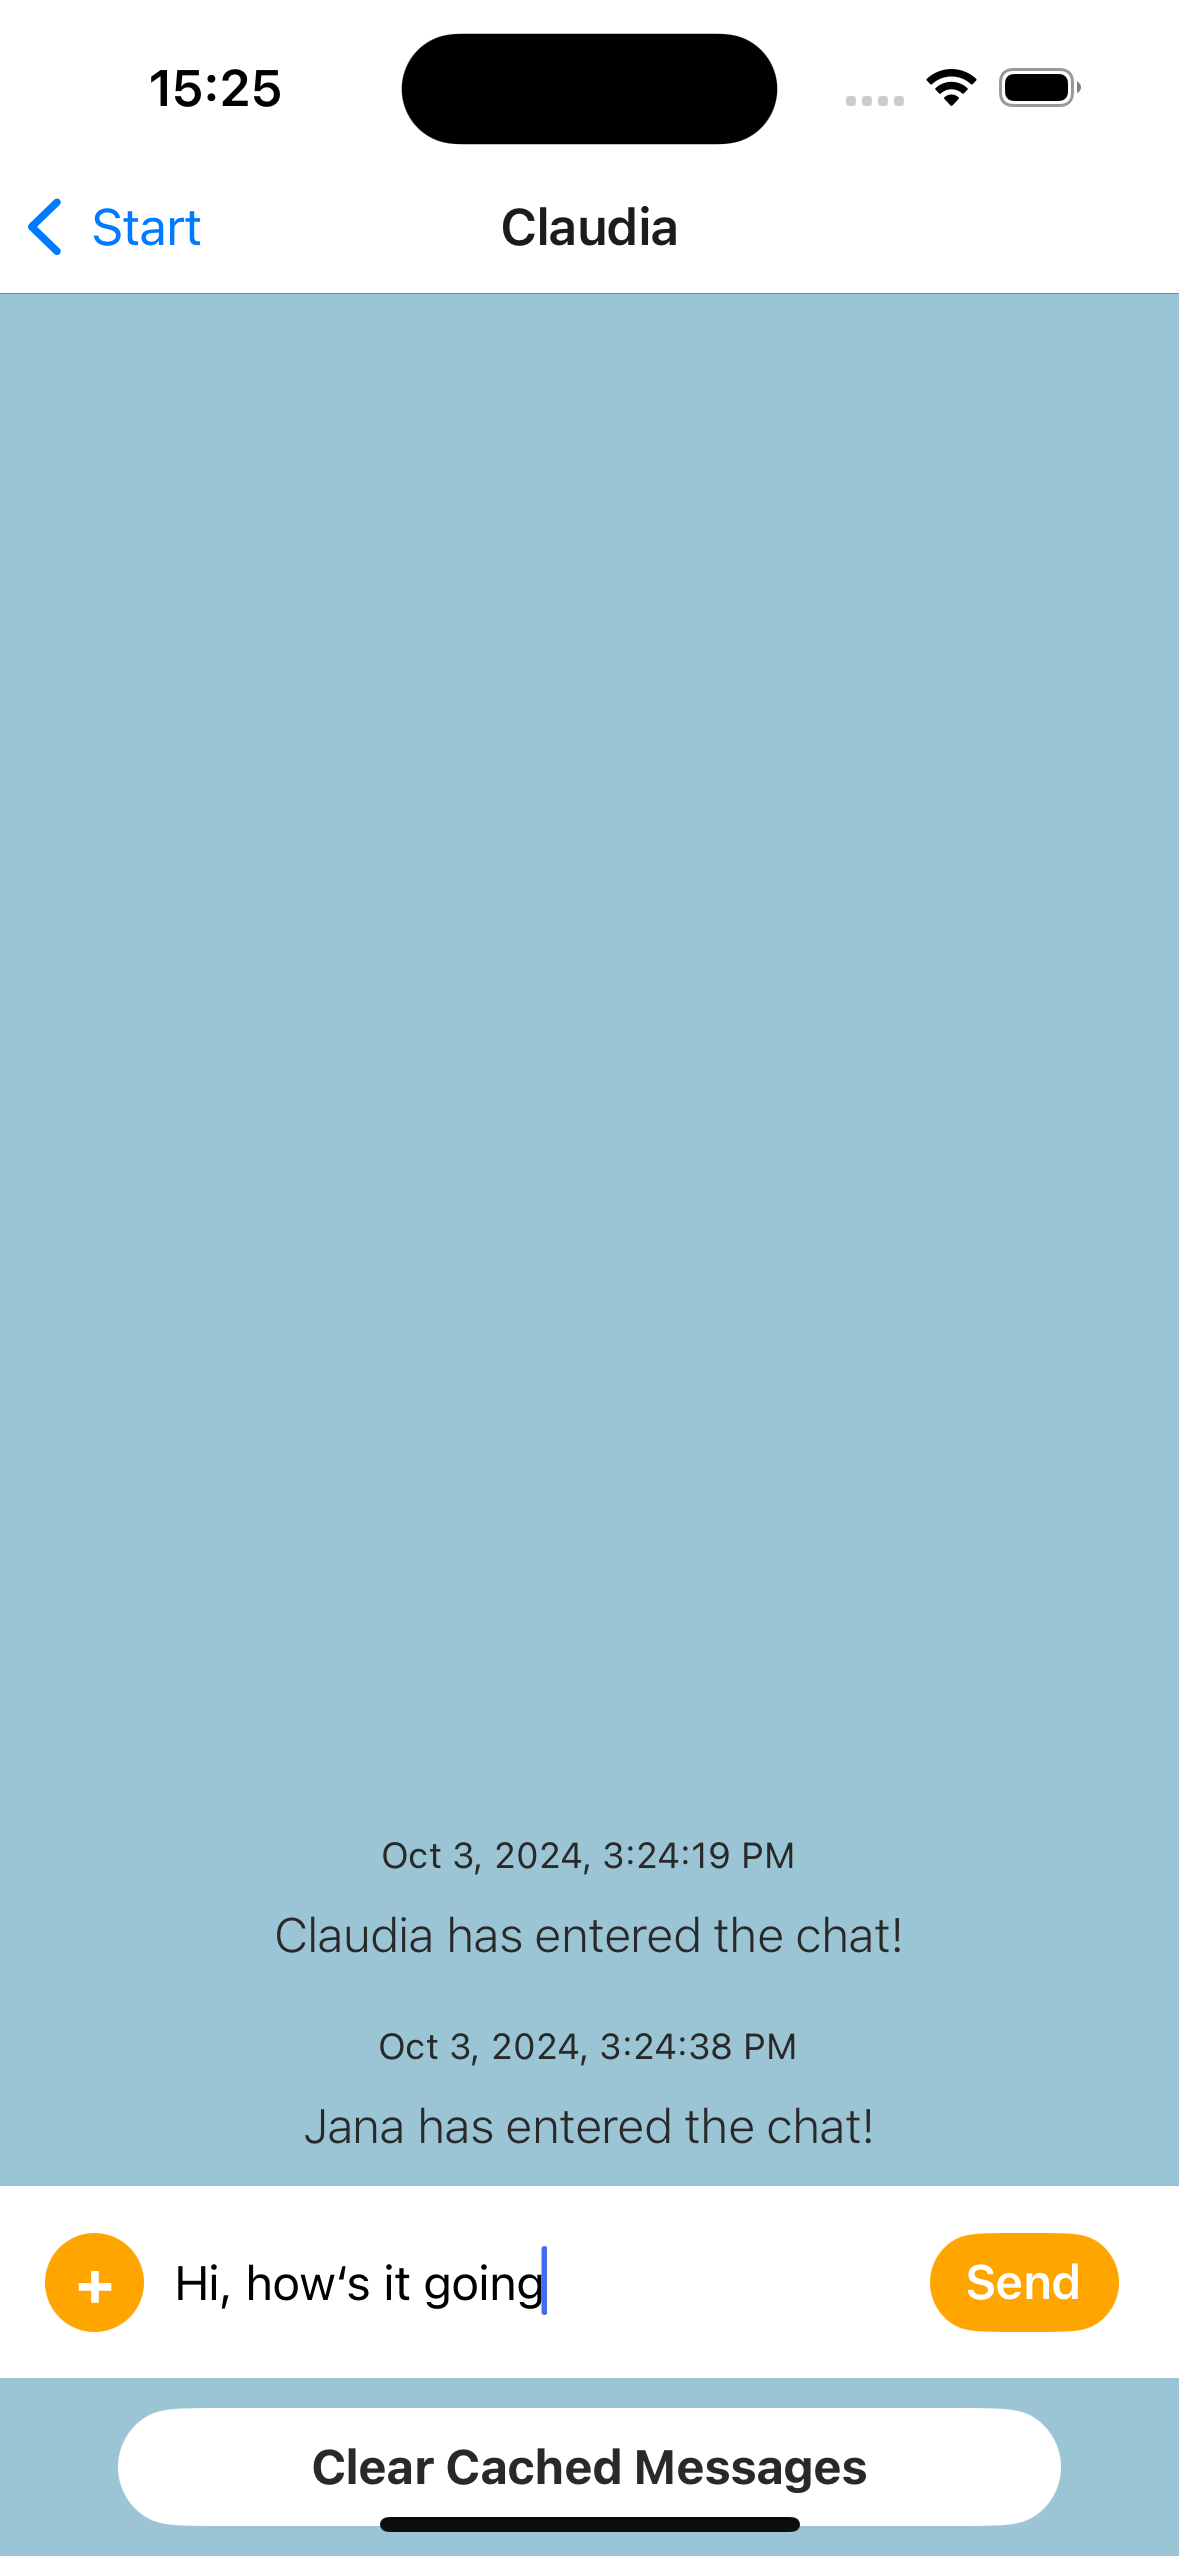 15:25
Start
Claudia
Oct 3, 2024, 3:24:19 PM
Claudia has entered the chat!
Oct 3, 2024, 3:24:38 PM
Jana has entered the chat!
+ Hi, how‘s it going Send
Clear Cached Messages